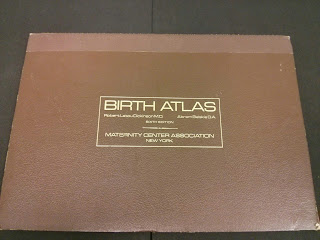 BIRTH ATLAS
Robert Latou Dickinson M.D. Abram Belskie S.A.
SIXTH EDITION
MATERNITY CENTER ASSOCIATION
NEW YORK